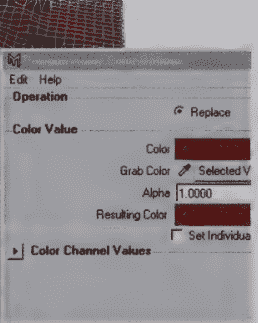 Edit Help
Operation
Replace
Color Value
Color
Grab Color Selected V
Alpha 1.0000
Resulting Color
Set Individua
Color Channel Values